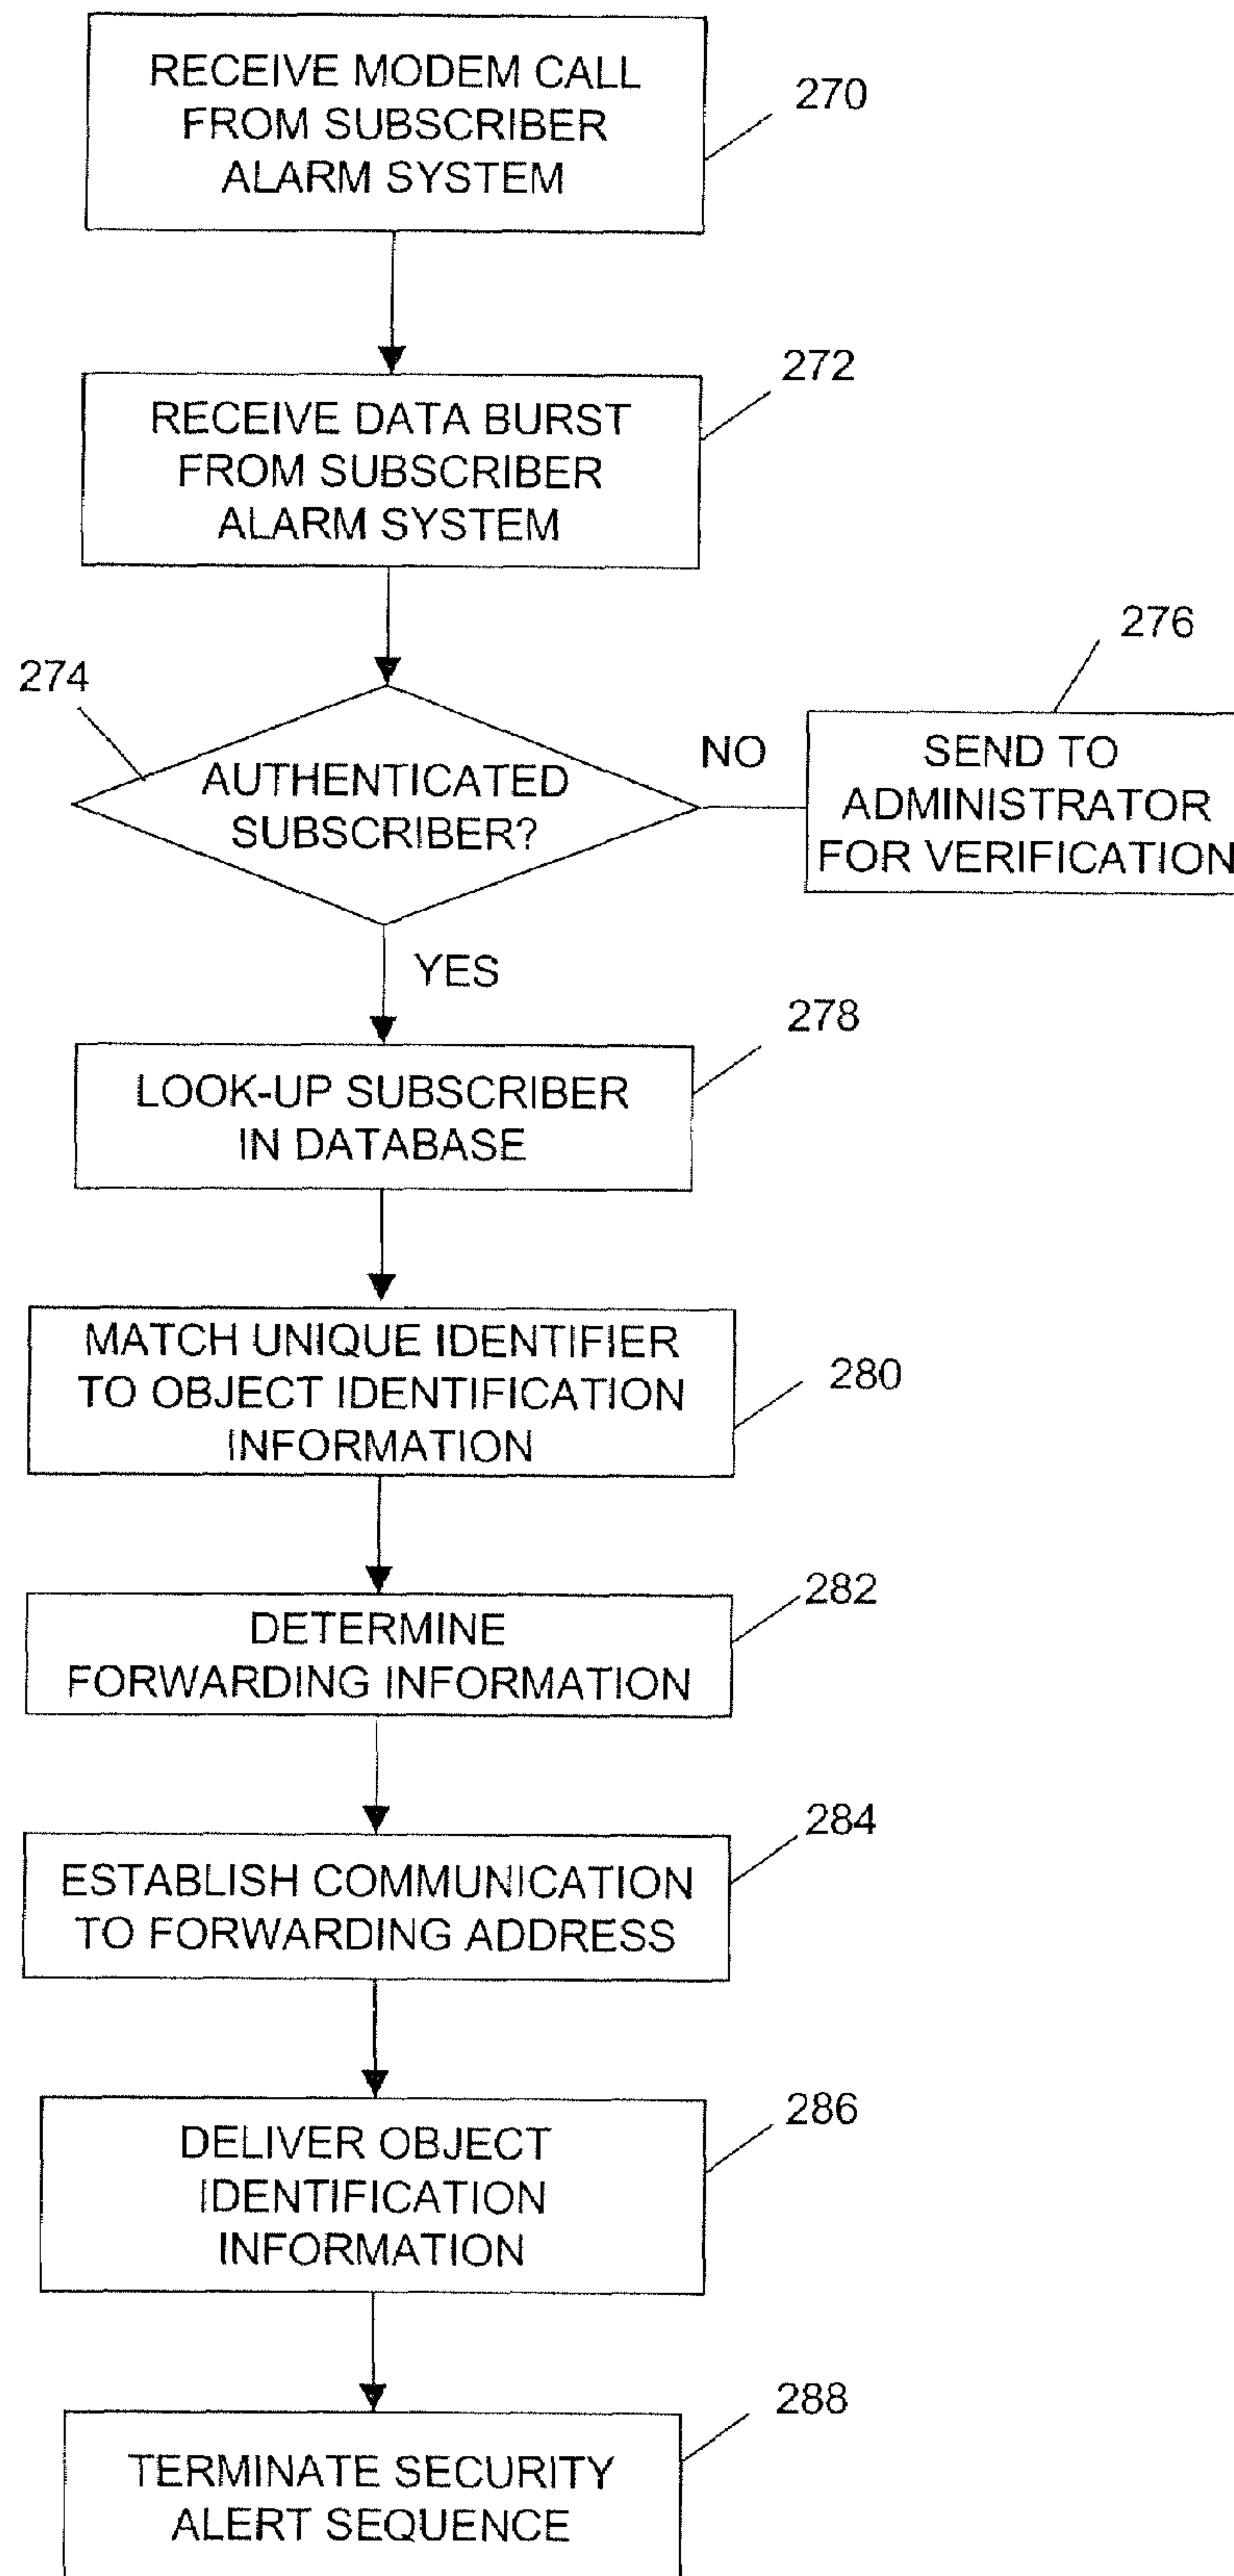 RECEIVE MODEM CALL
FROM SUBSCRIBER
ALARM SYSTEM
270
RECEIVE DATA BURST
FROM SUBSCRIBER
ALARM SYSTEM
272
274
AUTHENTICATED
SUBSCRIBER?
NO
276
SEND TO
ADMINISTRATOR
FOR VERIFICATION
YES
278
LOOK-UP SUBSCRIBER
IN DATABASE
MATCH UNIQUE IDENTIFIER
TO OBJECT IDENTIFICATION
INFORMATION
280
DETERMINE
FORWARDING INFORMATION
282
ESTABLISH COMMUNICATION
TO FORWARDING ADDRESS
284
DELIVER OBJECT
IDENTIFICATION
INFORMATION
286
TERMINATE SECURITY
ALERT SEQUENCE
288